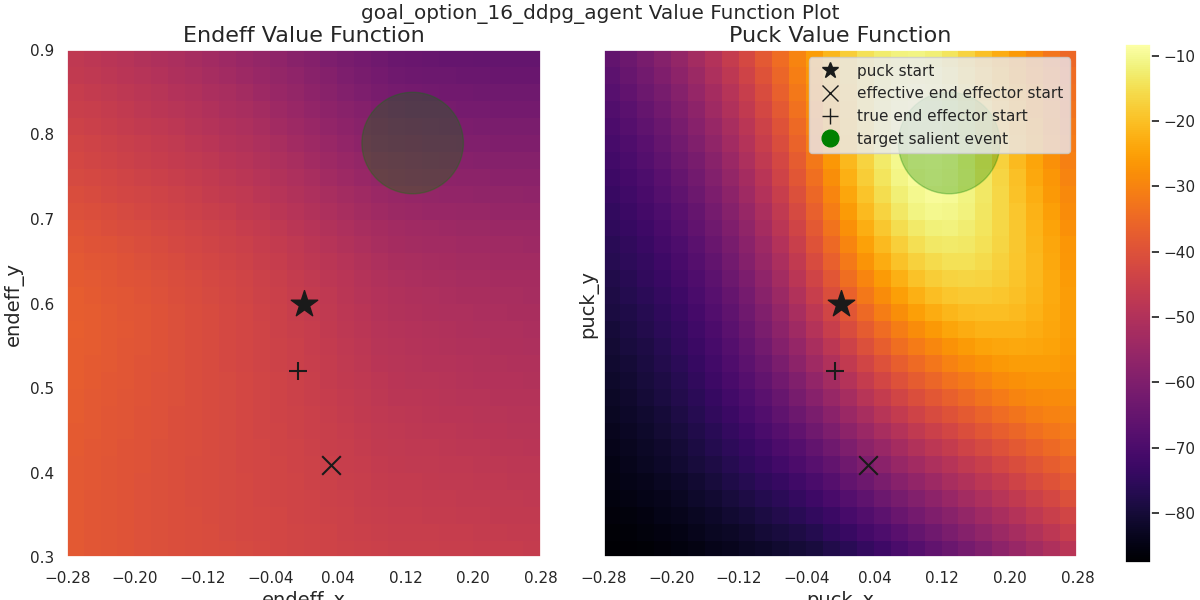 goal_option_16_ddpg_agent Value Function Plot
Endeff Value Function
endeff_y
0.9
0.8
0.7
0.6
0.5
0.4
0.3
−0.28 −0.20 −0.12 −0.04 0.04 0.12 0.20 0.28
endeff_x
Puck Value Function
puck_y
puck start
effective end effector start
true end effector start
target salient event
−0.28 −0.20 −0.12 −0.04 0.04 0.12 0.20 0.28
puck_x
−10
−20
−30
−40
−50
−60
−70
−80